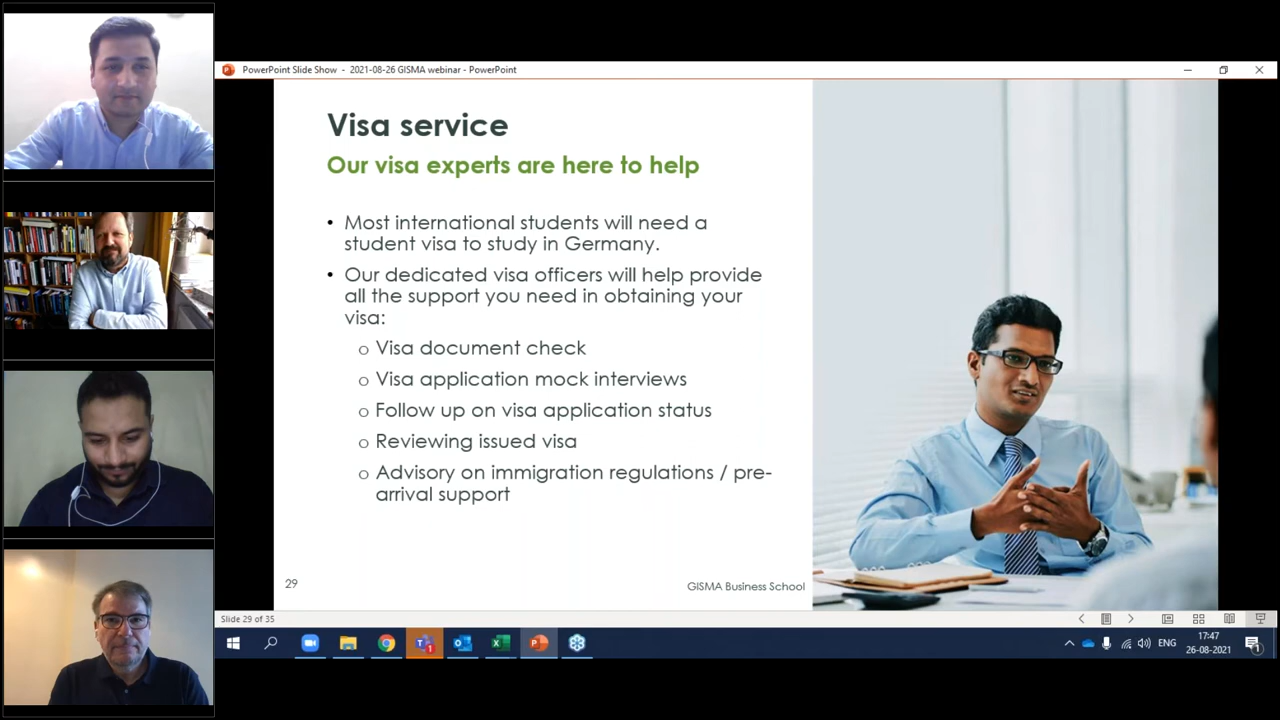 PowerPoint Slide Show - 2021-08-26 GISMA webinar - PowerPoint
Visa service
Our visa experts are here to help
• Most international students will need a
student visa to study in Germany.
• Our dedicated visa officers will help provide
all the support you need in obtaining your
visa:
o Visa document check
o Visa application mock interviews
o Follow up on visa application status
o Reviewing issued visa
o Advisory on immigration regulations / pre-
arrival support
29
GISMA Business School
Slide 29 of 35
ENG
17:47
26-08-2021
1